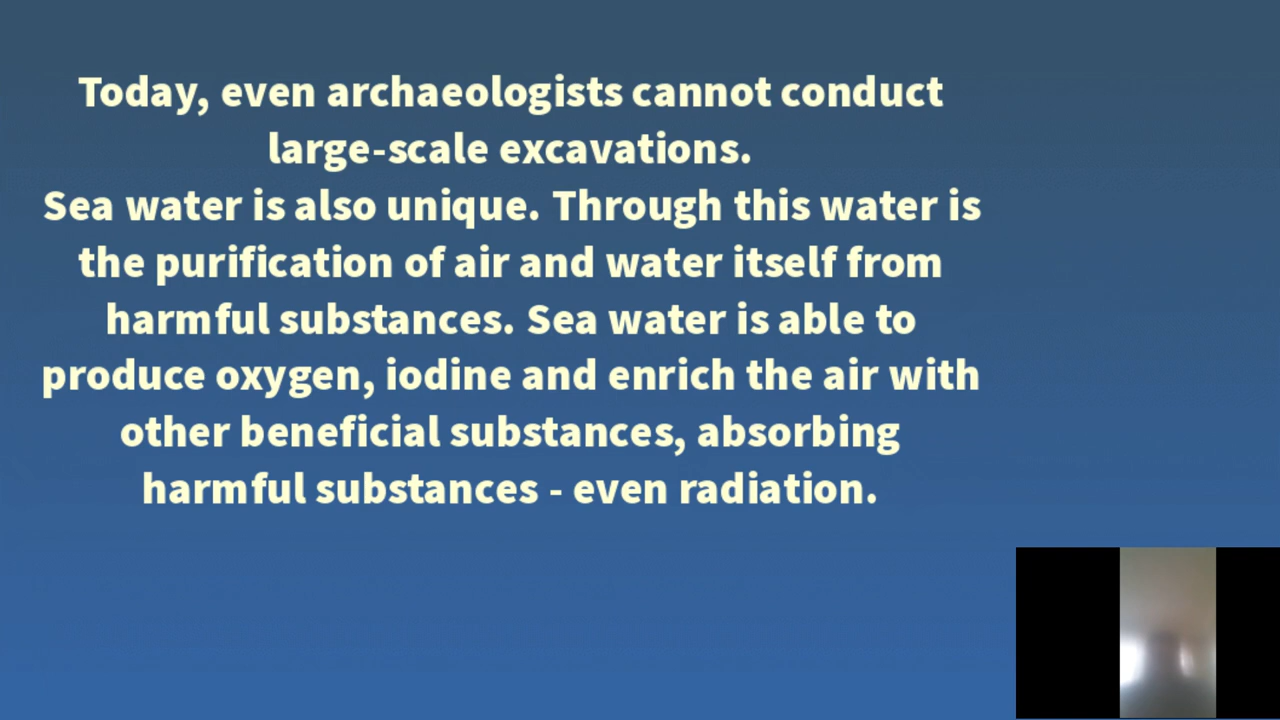 Today, even archaeologists cannot conduct
large-scale excavations.
Sea water is also unique. Through this water is
the purification of air and water itself from
harmful substances. Sea water is able to
produce oxygen, iodine and enrich the air with
other beneficial substances, absorbing
harmful substances - even radiation.